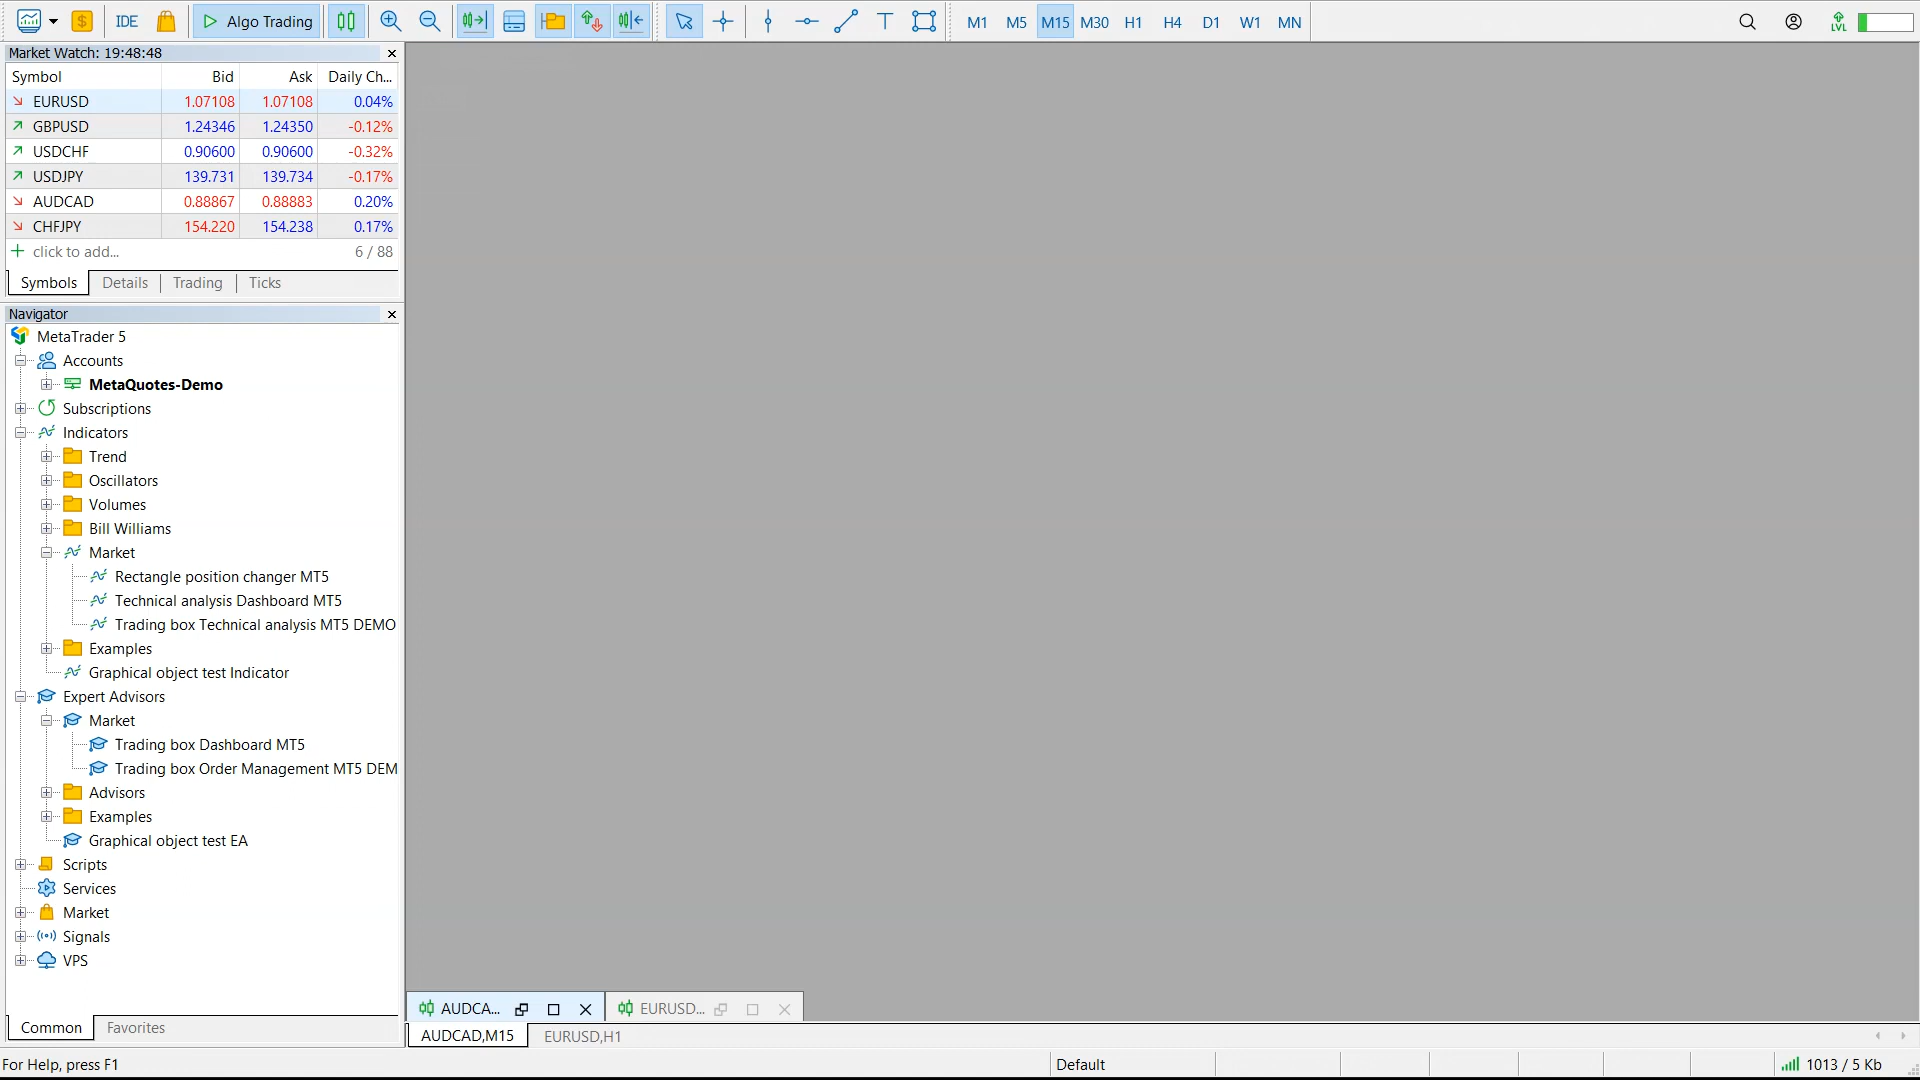 IDE Algo Trading M1 M5 M15 M30 H1 H4 D1 W1 MN LVL
Market Watch: 19:48:48
Symbol Bid Ask Daily Ch...
EURUSD 1.07108 1.07108 0.04%
GBPUSD 1.24346 1.24350 -0.12%
USDCHF 0.90600 0.90600 -0.32%
USDJPY 139.731 139.734 -0.17%
AUDCAD 0.88867 0.88883 0.20%
CHFJPY 154.220 154.238 0.17%
click to add... 6 / 88
Symbols Details Trading Ticks
Navigator
MetaTrader 5
Accounts
MetaQuotes-Demo
Subscriptions
Indicators
Trend
Oscillators
Volumes
Bill Williams
Market
Rectangle position changer MT5
Technical analysis Dashboard MT5
Trading box Technical analysis MT5 DEMO
Examples
Graphical object test Indicator
Expert Advisors
Market
Trading box Dashboard MT5
Trading box Order Management MT5 DEM
Advisors
Examples
Graphical object test EA
Scripts
Services
Market
Signals
VPS
AUDCA... EURUSD...
Common Favorites
AUDCAD,M15 EURUSD,H1
For Help, press F1 Default 1013 / 5 Kb